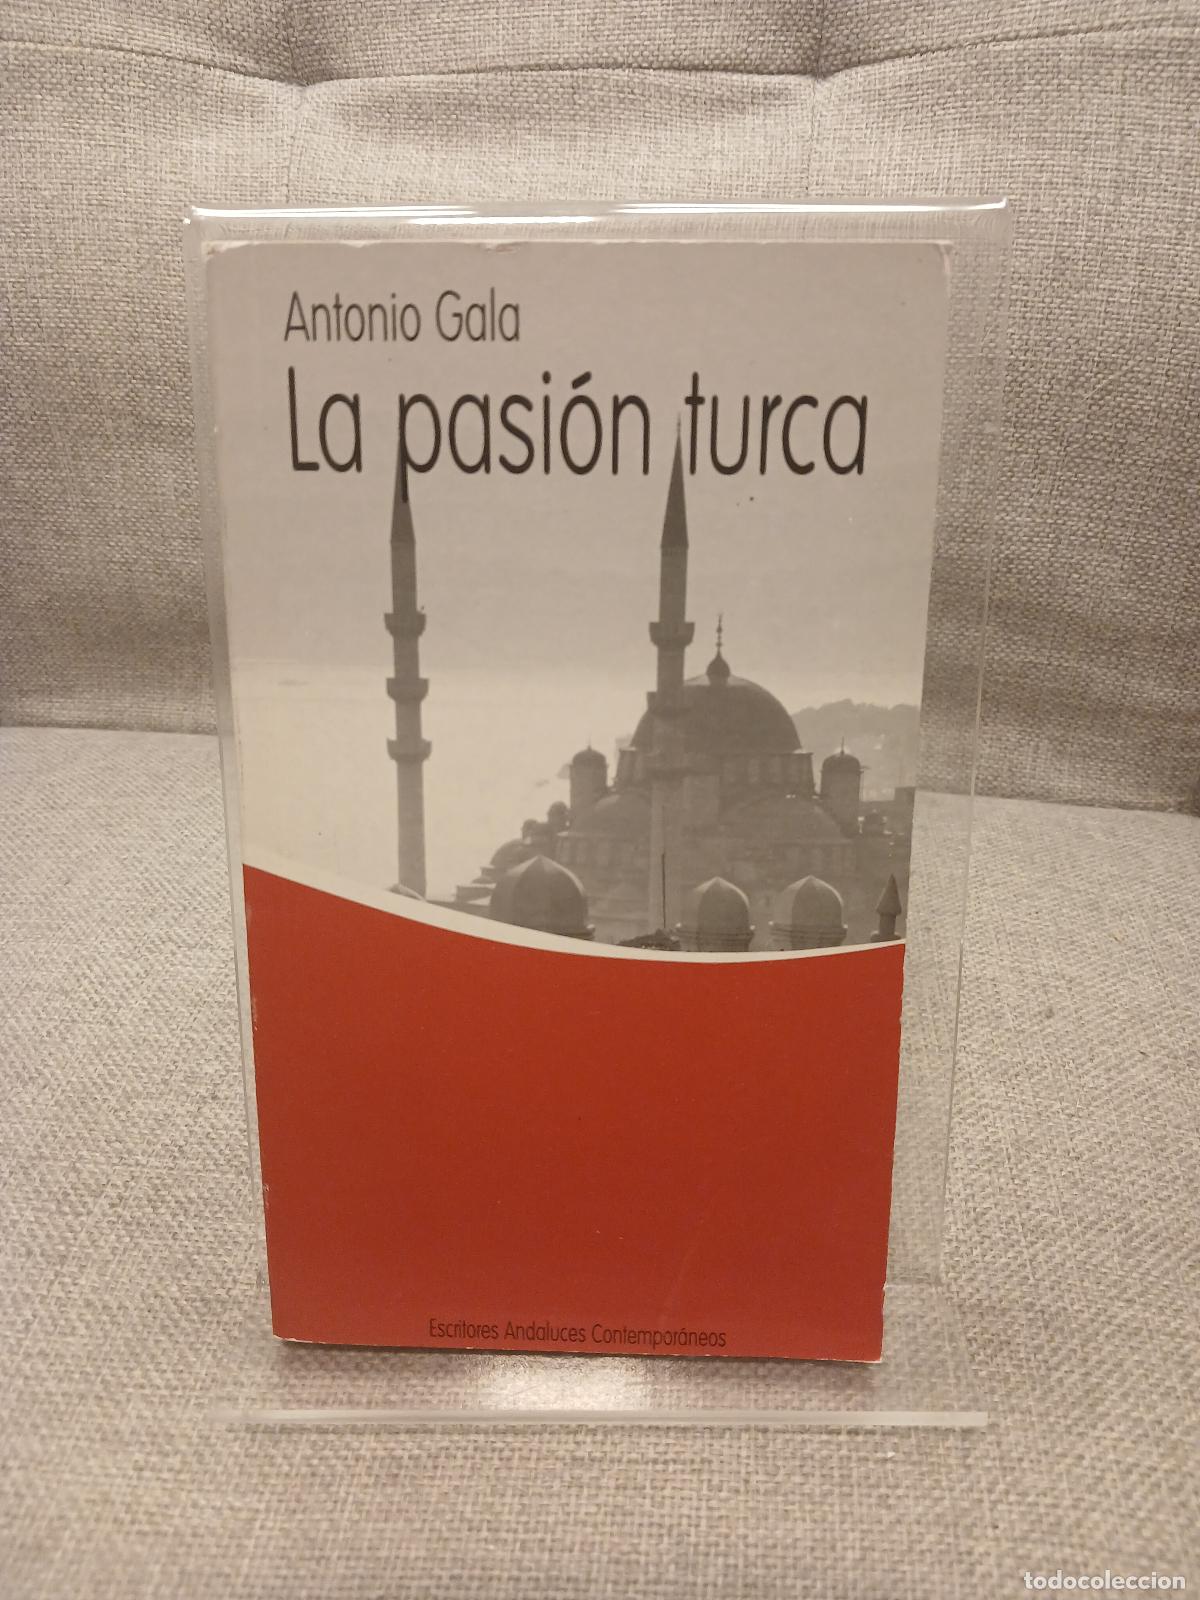 Antonio Gala
La pasión turca
Escritores Andaluces Contemporáneos
todocoleccion